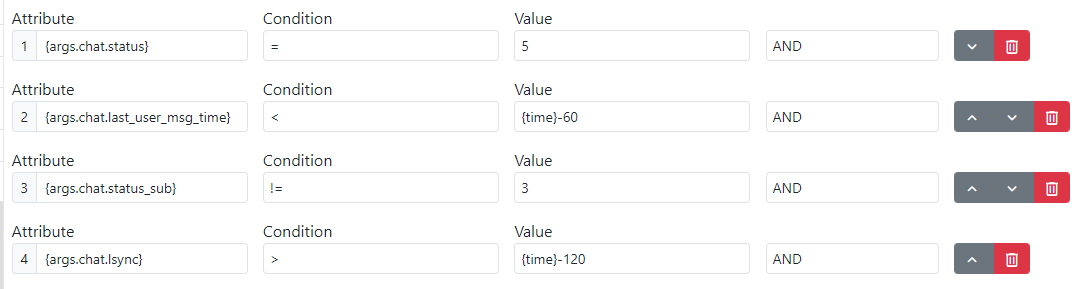 Attribute Condition Value
1 {args.chat.status} = 5 AND
Attribute Condition Value
2 {args.chat.last_user_msg_time} < {time}-60 AND
Attribute Condition Value
3 {args.chat.status_sub} != 3 AND
Attribute Condition Value
4 {args.chat.lsync} > {time}-120 AND